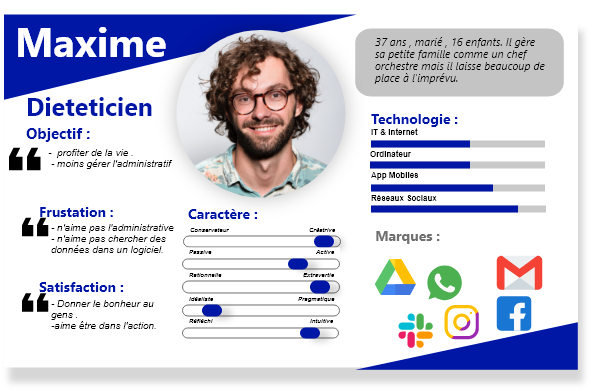 Maxime
37 ans , marié , 16 enfants. Il gère
sa petite famille comme un chef
orchestre mais il laisse beaucoup de
place à l'imprévu.
Dieteticien
Objectif :
- profiter de la vie .
- moins gérer l'administratif
Frustation :
- n'aime pas l'administrative
- n'aime pas chercher des
données dans un logiciel.
Satisfaction :
- Donner le bonheur au
gens .
-aime être dans l'action.
Caractère :
Conservateur Créatrive
Passive Active
Rationnelle Extravertie
Idéaliste Pragmatique
Réfléchi Intuitive
Technologie :
IT & Internet
Ordinateur
App Mobiles
Réseaux Sociaux
Marques :